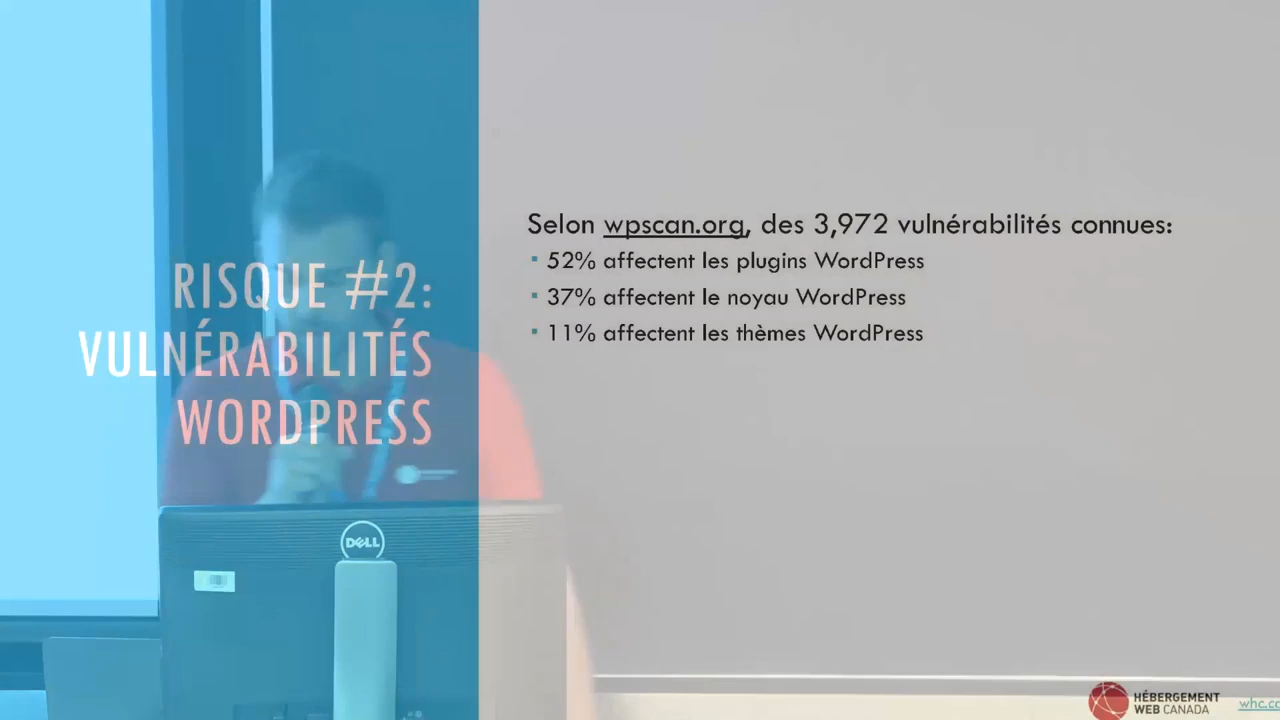 RISQUE #2:
VULNÉRABILITÉS
WORDPRESS
Selon wpscan.org, des 3,972 vulnérabilités connues:
52% affectent les plugins WordPress
37% affectent le noyau WordPress
11% affectent les thèmes WordPress
DELL
HÉBERGEMENT
WEB CANADA